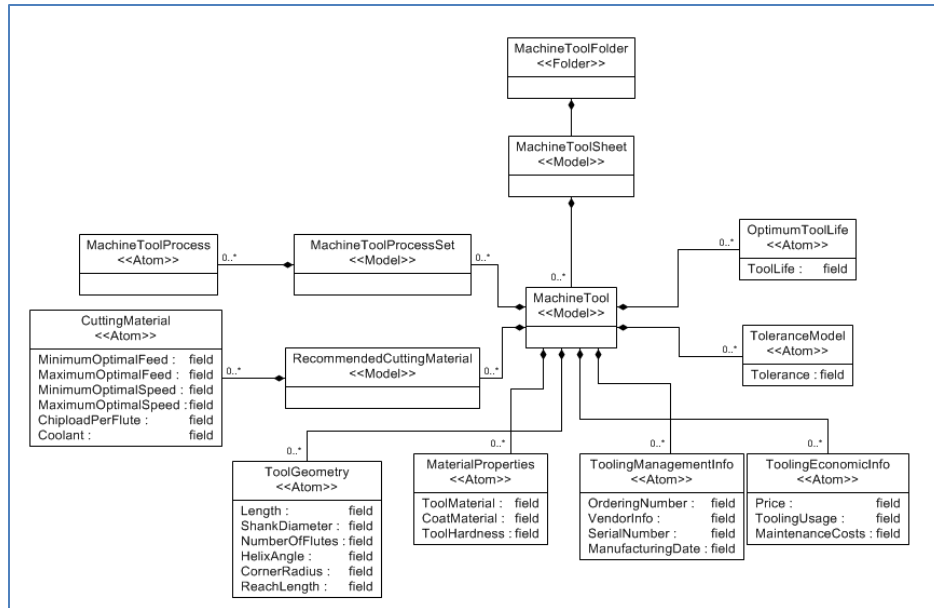 MachineToolFolder
<<Folder>>
MachineToolSheet
<<Model>>
0..*
MachineTool
<<Model>>
MachineToolProcess
<<Atom>>
0..*
MachineToolProcessSet
<<Model>>
0..*
OptimumToolLife
<<Atom>>
ToolLife : field
0..*
CuttingMaterial
<<Atom>>
MinimumOptimalFeed : field
MaximumOptimalFeed : field
MinimumOptimalSpeed : field
MaximumOptimalSpeed : field
ChiploadPerFlute : field
Coolant : field
0..*
RecommendedCuttingMaterial
<<Model>>
0..*
ToleranceModel
<<Atom>>
Tolerance : field
0..*
0..*
ToolGeometry
<<Atom>>
Length : field
ShankDiameter : field
NumberOfFlutes : field
HelixAngle : field
CornerRadius : field
ReachLength : field
0..*
MaterialProperties
<<Atom>>
ToolMaterial : field
CoatMaterial : field
ToolHardness : field
0..*
ToolingManagementInfo
<<Atom>>
OrderingNumber : field
VendorInfo : field
SerialNumber : field
ManufacturingDate : field
0..*
ToolingEconomicInfo
<<Atom>>
Price : field
ToolingUsage : field
MaintenanceCosts : field